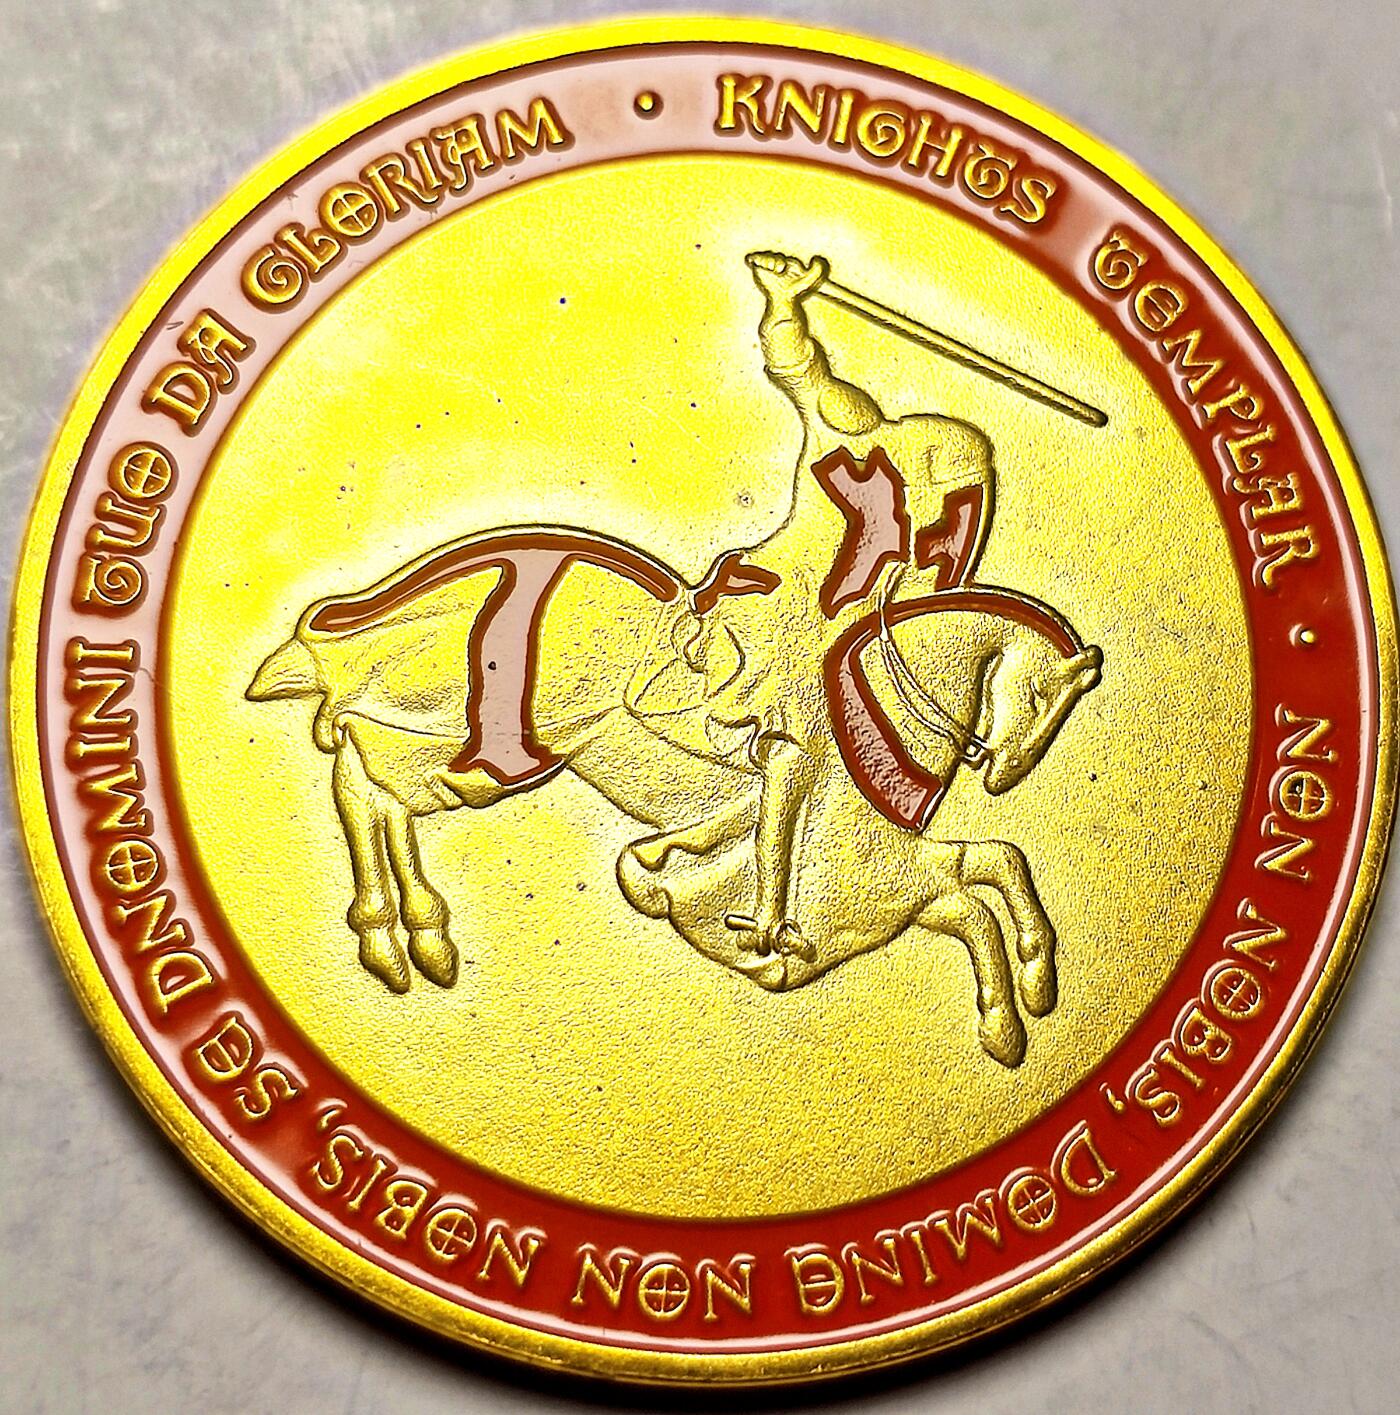 KNIGHTS TEMPLAR • NON NOBIS, DOMINE NON NOBIS, SE DNOMINI TUO DA GLORIAM •